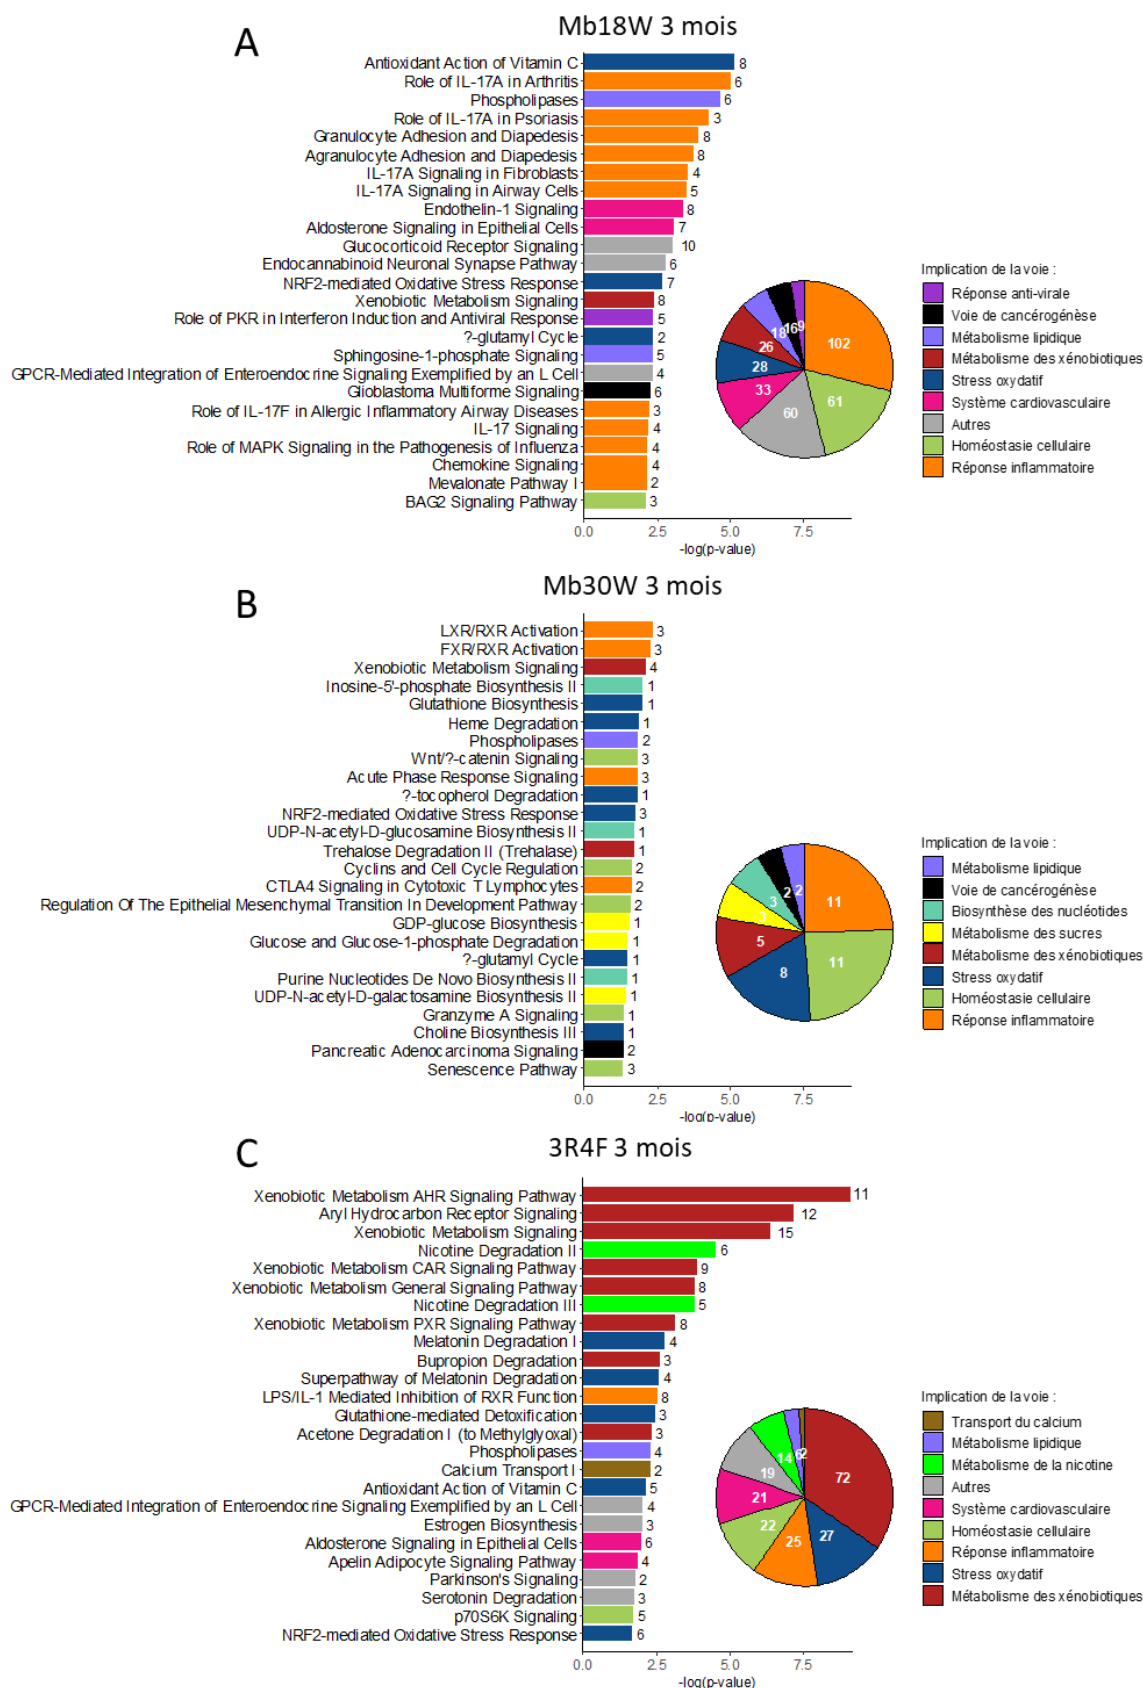 A
Mb18W 3 mois
Antioxidant Action of Vitamin C 8
Role of IL-17A in Arthritis 6
Phospholipases 6
Role of IL-17A in Psoriasis 3
Granulocyte Adhesion and Diapedesis 8
Agranulocyte Adhesion and Diapedesis 8
IL-17A Signaling in Fibroblasts 4
IL-17A Signaling in Airway Cells 5
Endothelin-1 Signaling 8
Aldosterone Signaling in Epithelial Cells 7
Glucocorticoid Receptor Signaling 10
Endocannabinoid Neuronal Synapse Pathway 6
NRF2-mediated Oxidative Stress Response 7
Xenobiotic Metabolism Signaling 8
Role of PKR in Interferon Induction and Antiviral Response 5
?-glutamyl Cycle 2
Sphingosine-1-phosphate Signaling 5
GPCR-Mediated Integration of Enteroendocrine Signaling Exemplified by an L Cell 4
Glioblastoma Multiforme Signaling 6
Role of IL-17F in Allergic Inflammatory Airway Diseases 3
IL-17 Signaling 4
Role of MAPK Signaling in the Pathogenesis of Influenza 4
Chemokine Signaling 4
Mevalonate Pathway I 2
BAG2 Signaling Pathway 3
0.0 2.5 5.0 7.5
-log(p-value)
102
61
60
33
28
26
18
16
9
Implication de la voie :
Réponse anti-virale
Voie de cancérogénèse
Métabolisme lipidique
Métabolisme des xénobiotiques
Stress oxydatif
Système cardiovasculaire
Autres
Homéostasie cellulaire
Réponse inflammatoire
B
Mb30W 3 mois
LXR/RXR Activation 3
FXR/RXR Activation 3
Xenobiotic Metabolism Signaling 4
Inosine-5'-phosphate Biosynthesis II 1
Glutathione Biosynthesis 1
Heme Degradation 1
Phospholipases 2
Wnt/?-catenin Signaling 3
Acute Phase Response Signaling 3
?-tocopherol Degradation 1
NRF2-mediated Oxidative Stress Response 3
UDP-N-acetyl-D-glucosamine Biosynthesis II 1
Trehalose Degradation II (Trehalase) 1
Cyclins and Cell Cycle Regulation 2
CTLA4 Signaling in Cytotoxic T Lymphocytes 2
Regulation Of The Epithelial Mesenchymal Transition In Development Pathway 2
GDP-glucose Biosynthesis 1
Glucose and Glucose-1-phosphate Degradation 1
?-glutamyl Cycle 1
Purine Nucleotides De Novo Biosynthesis II 1
UDP-N-acetyl-D-galactosamine Biosynthesis II 1
Granzyme A Signaling 1
Choline Biosynthesis III 1
Pancreatic Adenocarcinoma Signaling 2
Senescence Pathway 3
0.0 2.5 5.0 7.5
-log(p-value)
11
11
8
5
3
3
2
2
Implication de la voie :
Métabolisme lipidique
Voie de cancérogénèse
Biosynthèse des nucléotides
Métabolisme des sucres
Métabolisme des xénobiotiques
Stress oxydatif
Homéostasie cellulaire
Réponse inflammatoire
C
3R4F 3 mois
Xenobiotic Metabolism AHR Signaling Pathway 11
Aryl Hydrocarbon Receptor Signaling 12
Xenobiotic Metabolism Signaling 15
Nicotine Degradation II 6
Xenobiotic Metabolism CAR Signaling Pathway 9
Xenobiotic Metabolism General Signaling Pathway 8
Nicotine Degradation III 5
Xenobiotic Metabolism PXR Signaling Pathway 8
Melatonin Degradation I 4
Bupropion Degradation 3
Superpathway of Melatonin Degradation 4
LPS/IL-1 Mediated Inhibition of RXR Function 8
Glutathione-mediated Detoxification 3
Acetone Degradation I (to Methylglyoxal) 3
Phospholipases 4
Calcium Transport I 2
Antioxidant Action of Vitamin C 5
GPCR-Mediated Integration of Enteroendocrine Signaling Exemplified by an L Cell 4
Estrogen Biosynthesis 3
Aldosterone Signaling in Epithelial Cells 6
Apelin Adipocyte Signaling Pathway 4
Parkinson's Signaling 2
Serotonin Degradation 3
p70S6K Signaling 5
NRF2-mediated Oxidative Stress Response 6
0.0 2.5 5.0 7.5
-log(p-value)
72
27
25
22
21
19
14
6
2
Implication de la voie :
Transport du calcium
Métabolisme lipidique
Métabolisme de la nicotine
Autres
Système cardiovasculaire
Homéostasie cellulaire
Réponse inflammatoire
Stress oxydatif
Métabolisme des xénobiotiques